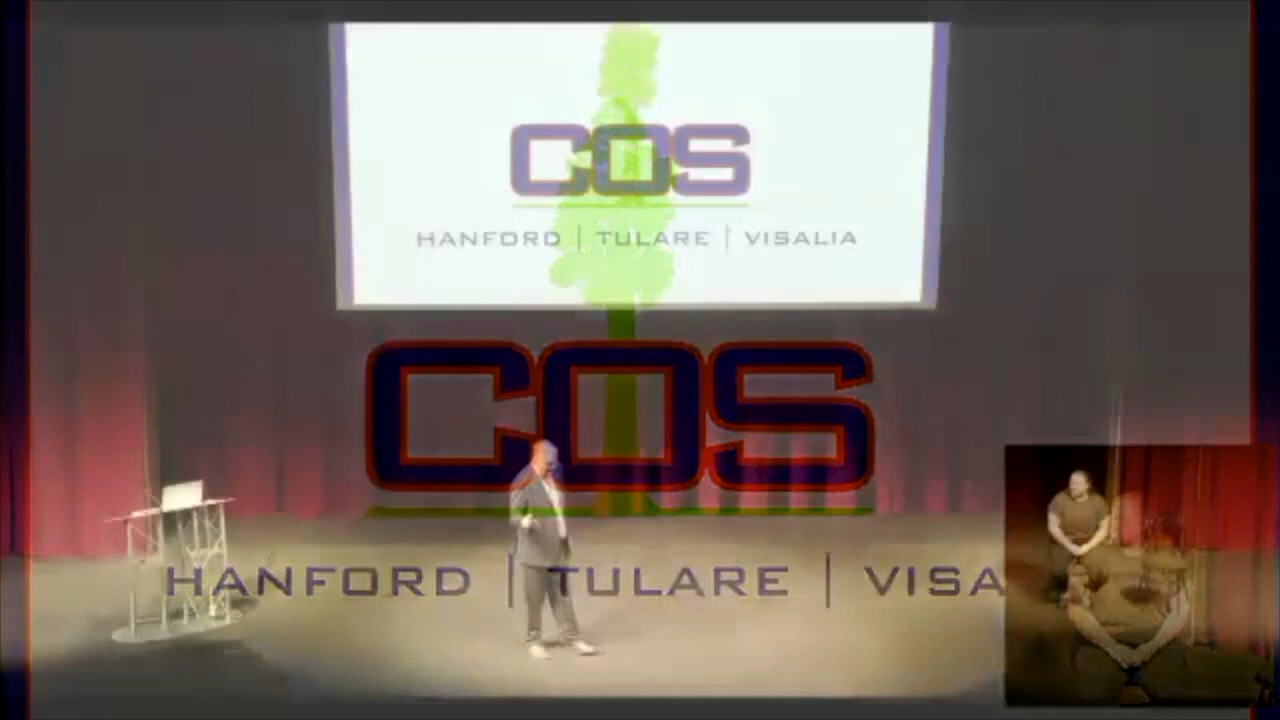 COS
HANFORD | TULARE | VISALIA
COS
HANFORD | TULARE | VISA